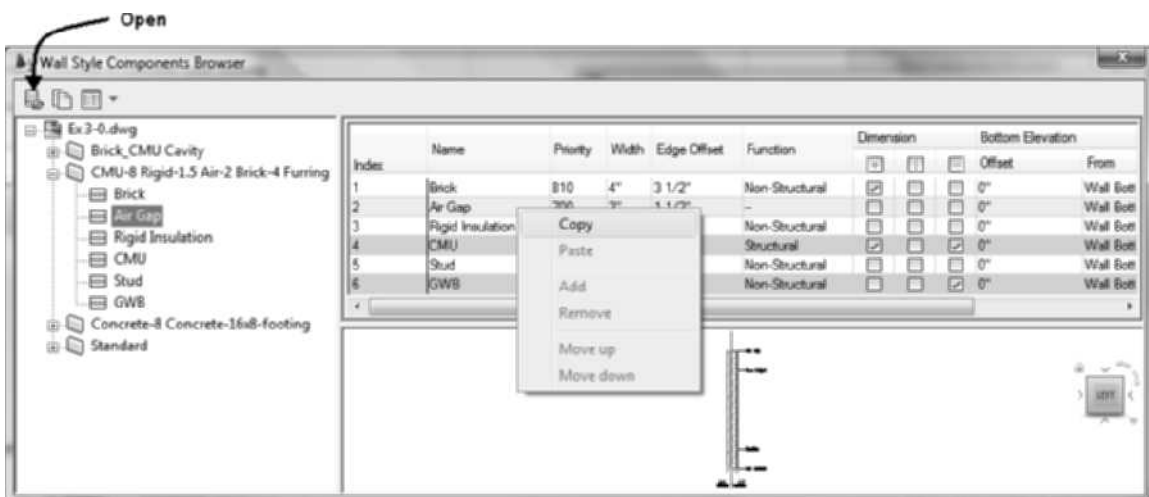 Open
Wall Style Components Browser
Ex3-0.dwg
Brick_CMU Cavity
CMU-8 Rigid-1.5 Air-2 Brick-4 Furring
Brick
Air Gap
Rigid Insulation
CMU
Stud
GWB
Concrete-8 Concrete-16x8-footing
Standard
Dimension Bottom Elevation
Index Name Priority Width Edge Offset Function Offset From
1 Brick 810 4" 3 1/2" Non-Structural 0" Wall Bott
2 Air Gap 700 2" 1 1/2" - 0" Wall Bott
3 Rigid Insulation Non-Structural 0" Wall Bott
4 CMU Structural 0" Wall Bott
5 Stud Non-Structural 0" Wall Bott
6 GWB Non-Structural 0" Wall Bott
Copy
Paste
Add
Remove
Move up
Move down
LEFT